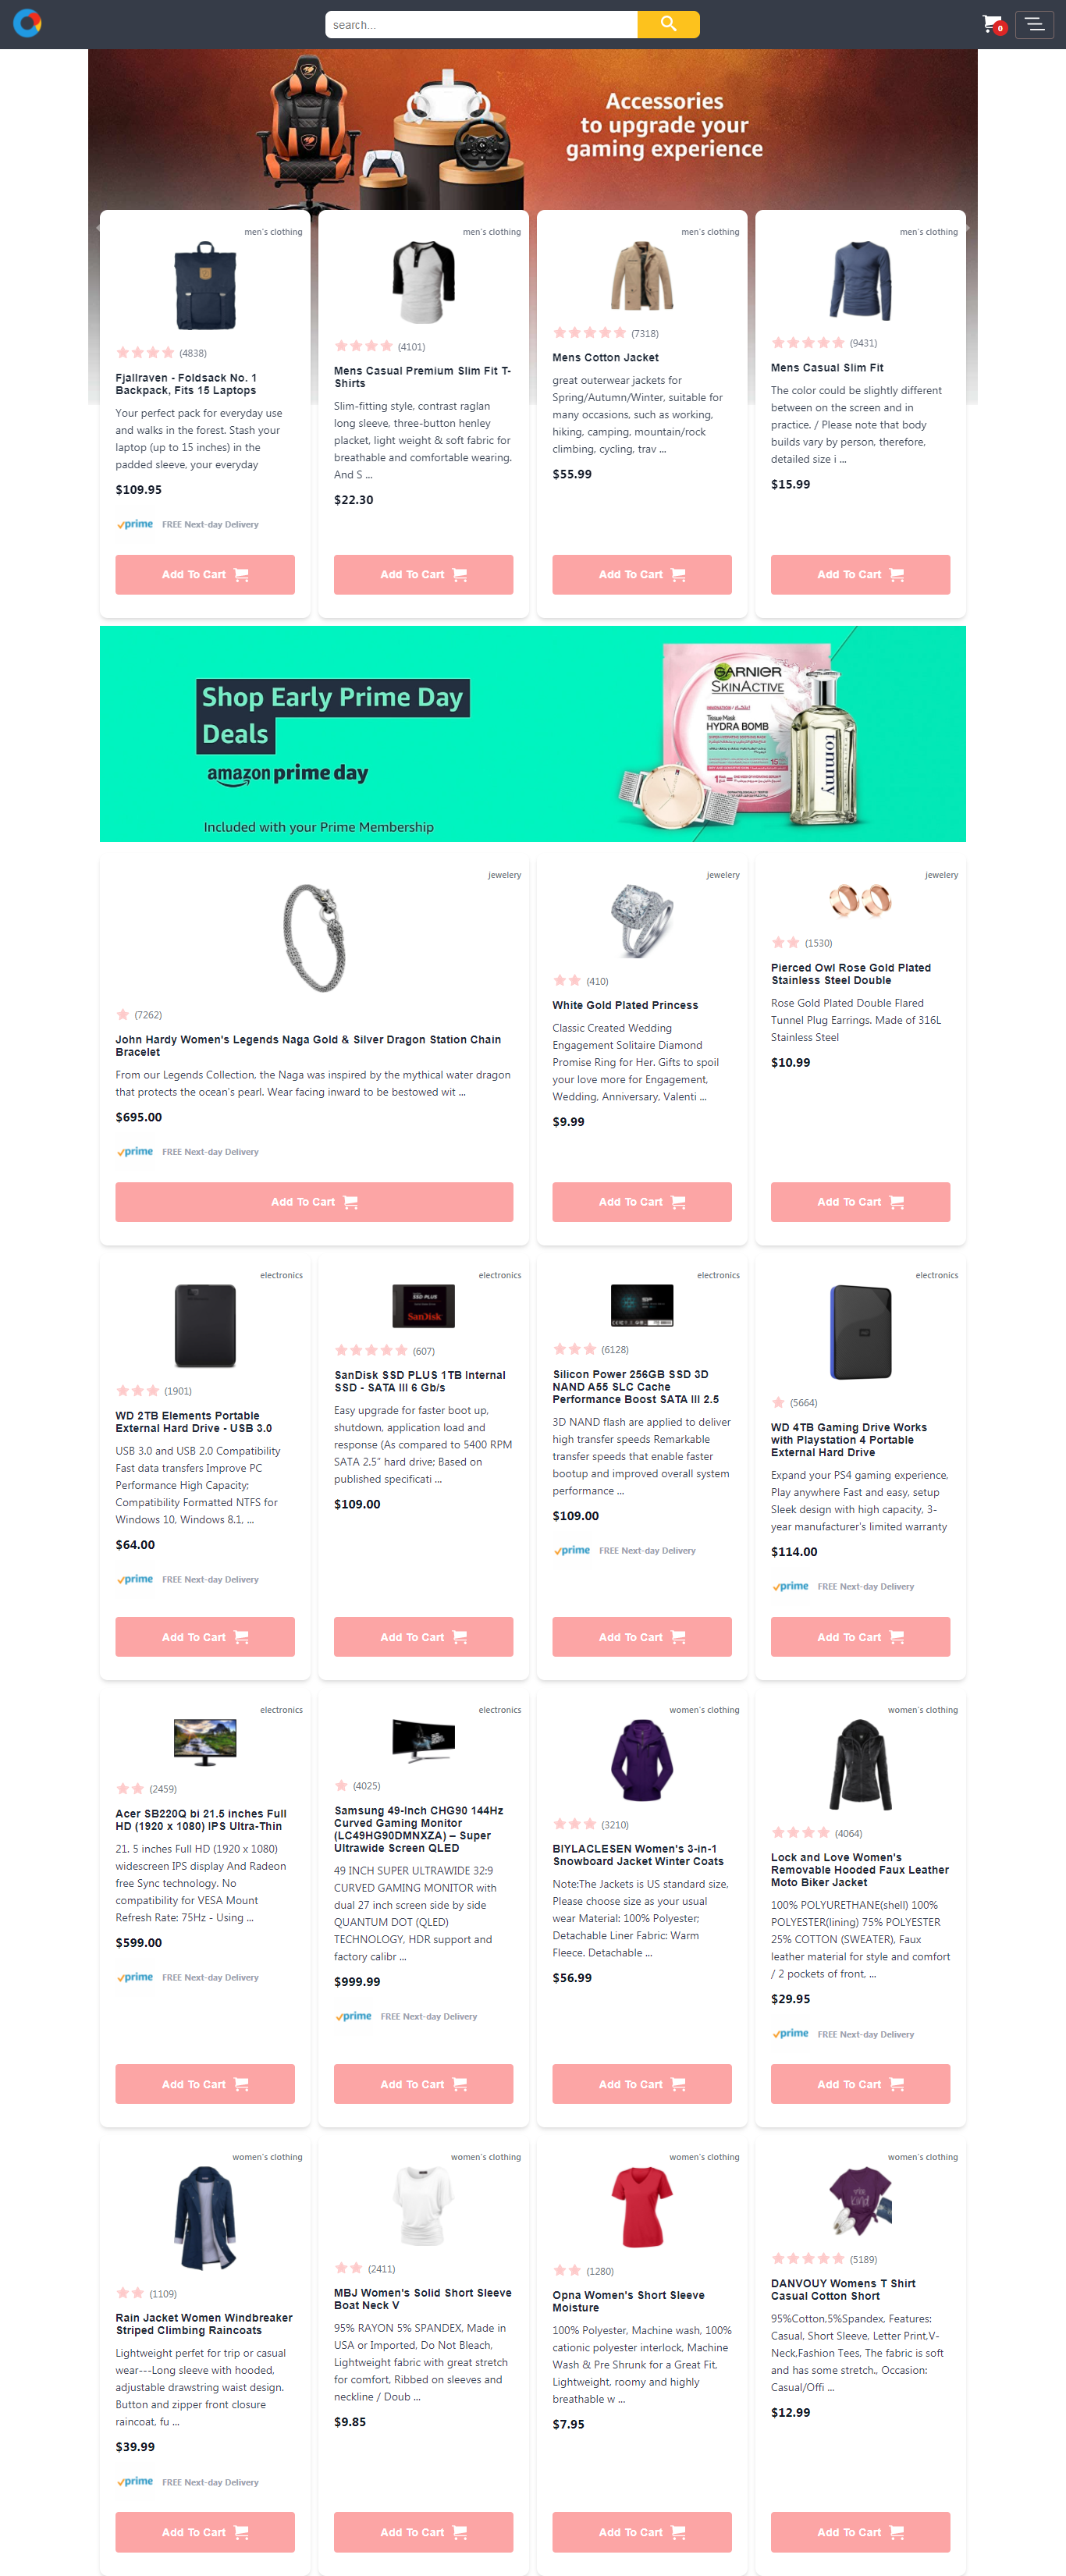 search...
0
Accessories
to upgrade your
gaming experience
men's clothing
(4838)
Fjallraven - Foldsack No. 1
Backpack, Fits 15 Laptops
Your perfect pack for everyday use
and walks in the forest. Stash your
laptop (up to 15 inches) in the
padded sleeve, your everyday
$109.95
prime FREE Next-day Delivery
Add To Cart
men's clothing
(4101)
Mens Casual Premium Slim Fit T-
Shirts
Slim-fitting style, contrast raglan
long sleeve, three-button henley
placket, light weight & soft fabric for
breathable and comfortable wearing.
And S ...
$22.30
Add To Cart
men's clothing
(7318)
Mens Cotton Jacket
great outerwear jackets for
Spring/Autumn/Winter, suitable for
many occasions, such as working,
hiking, camping, mountain/rock
climbing, cycling, trav ...
$55.99
Add To Cart
men's clothing
(9431)
Mens Casual Slim Fit
The color could be slightly different
between on the screen and in
practice. / Please note that body
builds vary by person, therefore,
detailed size i ...
$15.99
Add To Cart
Shop Early Prime Day
Deals
amazon prime day
Included with your Prime Membership
GARNIER
SKINACTIVE
Tissue Mask
HYDRA BOMB
tommy
jewelery
(7262)
John Hardy Women's Legends Naga Gold & Silver Dragon Station Chain
Bracelet
From our Legends Collection, the Naga was inspired by the mythical water dragon
that protects the ocean's pearl. Wear facing inward to be bestowed wit ...
$695.00
prime FREE Next-day Delivery
Add To Cart
jewelery
(410)
White Gold Plated Princess
Classic Created Wedding
Engagement Solitaire Diamond
Promise Ring for Her. Gifts to spoil
your love more for Engagement,
Wedding, Anniversary, Valenti ...
$9.99
Add To Cart
jewelery
(1530)
Pierced Owl Rose Gold Plated
Stainless Steel Double
Rose Gold Plated Double Flared
Tunnel Plug Earrings. Made of 316L
Stainless Steel
$10.99
Add To Cart
electronics
(1901)
WD 2TB Elements Portable
External Hard Drive - USB 3.0
USB 3.0 and USB 2.0 Compatibility
Fast data transfers Improve PC
Performance High Capacity;
Compatibility Formatted NTFS for
Windows 10, Windows 8.1, ...
$64.00
prime FREE Next-day Delivery
Add To Cart
electronics
SSD PLUS
SanDisk
(607)
SanDisk SSD PLUS 1TB Internal
SSD - SATA III 6 Gb/s
Easy upgrade for faster boot up,
shutdown, application load and
response (As compared to 5400 RPM
SATA 2.5" hard drive; Based on
published specificati ...
$109.00
Add To Cart
electronics
(6128)
Silicon Power 256GB SSD 3D
NAND A55 SLC Cache
Performance Boost SATA III 2.5
3D NAND flash are applied to deliver
high transfer speeds Remarkable
transfer speeds that enable faster
bootup and improved overall system
performance ...
$109.00
prime FREE Next-day Delivery
Add To Cart
electronics
(5664)
WD 4TB Gaming Drive Works
with Playstation 4 Portable
External Hard Drive
Expand your PS4 gaming experience,
Play anywhere Fast and easy, setup
Sleek design with high capacity, 3-
year manufacturer's limited warranty
$114.00
prime FREE Next-day Delivery
Add To Cart
electronics
(2459)
Acer SB220Q bi 21.5 inches Full
HD (1920 x 1080) IPS Ultra-Thin
21. 5 inches Full HD (1920 x 1080)
widescreen IPS display And Radeon
free Sync technology. No
compatibility for VESA Mount
Refresh Rate: 75Hz - Using ...
$599.00
prime FREE Next-day Delivery
Add To Cart
electronics
(4025)
Samsung 49-Inch CHG90 144Hz
Curved Gaming Monitor
(LC49HG90DMNXZA) – Super
Ultrawide Screen QLED
49 INCH SUPER ULTRAWIDE 32:9
CURVED GAMING MONITOR with
dual 27 inch screen side by side
QUANTUM DOT (QLED)
TECHNOLOGY, HDR support and
factory calibr ...
$999.99
prime FREE Next-day Delivery
Add To Cart
women's clothing
(3210)
BIYLACLESEN Women's 3-in-1
Snowboard Jacket Winter Coats
Note:The Jackets is US standard size,
Please choose size as your usual
wear Material: 100% Polyester;
Detachable Liner Fabric: Warm
Fleece. Detachable ...
$56.99
Add To Cart
women's clothing
(4064)
Lock and Love Women's
Removable Hooded Faux Leather
Moto Biker Jacket
100% POLYURETHANE(shell) 100%
POLYESTER(lining) 75% POLYESTER
25% COTTON (SWEATER), Faux
leather material for style and comfort
/ 2 pockets of front, ...
$29.95
prime FREE Next-day Delivery
Add To Cart
women's clothing
(1109)
Rain Jacket Women Windbreaker
Striped Climbing Raincoats
Lightweight perfet for trip or casual
wear---Long sleeve with hooded,
adjustable drawstring waist design.
Button and zipper front closure
raincoat, fu ...
$39.99
prime FREE Next-day Delivery
Add To Cart
women's clothing
(2411)
MBJ Women's Solid Short Sleeve
Boat Neck V
95% RAYON 5% SPANDEX, Made in
USA or Imported, Do Not Bleach,
Lightweight fabric with great stretch
for comfort, Ribbed on sleeves and
neckline / Doub ...
$9.85
Add To Cart
women's clothing
(1280)
Opna Women's Short Sleeve
Moisture
100% Polyester, Machine wash, 100%
cationic polyester interlock, Machine
Wash & Pre Shrunk for a Great Fit,
Lightweight, roomy and highly
breathable w ...
$7.95
Add To Cart
women's clothing
(5189)
DANVOUY Womens T Shirt
Casual Cotton Short
95%Cotton,5%Spandex, Features:
Casual, Short Sleeve, Letter Print,V-
Neck,Fashion Tees, The fabric is soft
and has some stretch., Occasion:
Casual/Offi ...
$12.99
Add To Cart